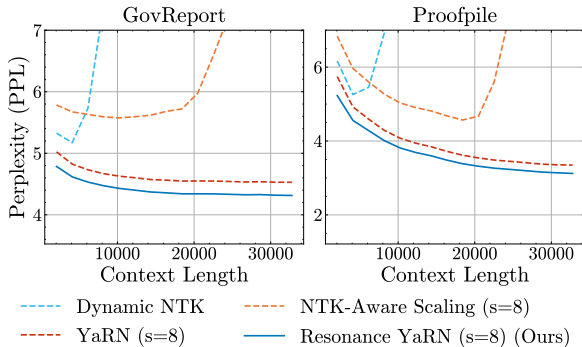 GovReport
Proofpile
Perplexity (PPL)
7
6
5
4
6
4
2
10000 20000 30000
10000 20000 30000
Context Length
Context Length
Dynamic NTK
NTK-Aware Scaling (s=8)
YaRN (s=8)
Resonance YaRN (s=8) (Ours)